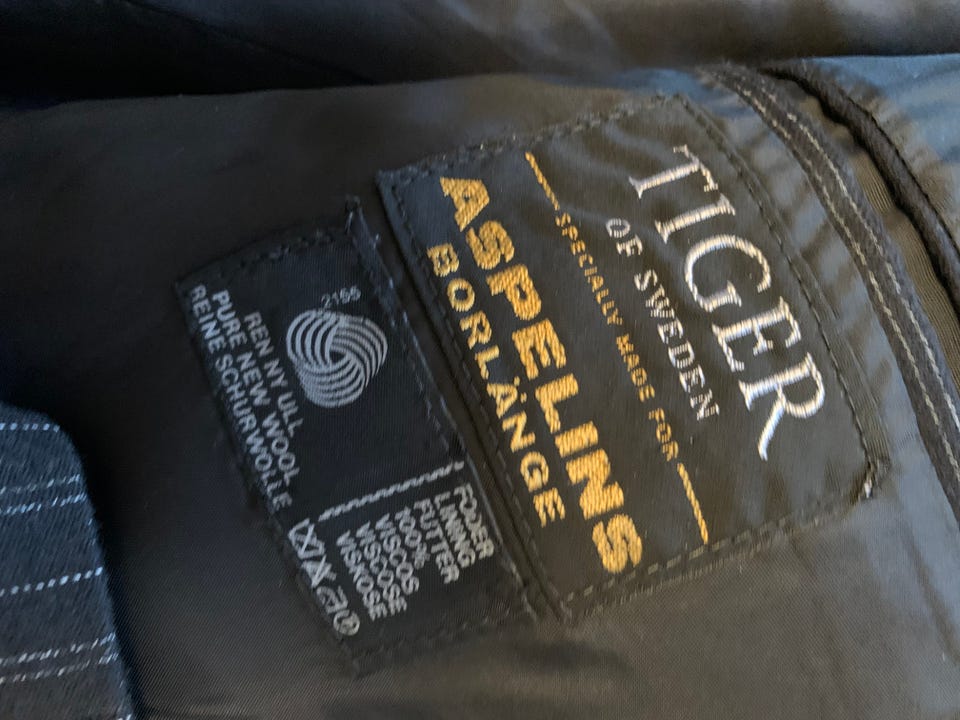 TIGER
OF SWEDEN
SPECIALLY MADE FOR
ASPELINS
BORLÄNGE
2155
REN NY ULL
PURE NEW WOOL
REINE SCHURWOLLE
FODER
LINING
FUTTER
100%
VISCOS
VISCOSE
VISKOSE